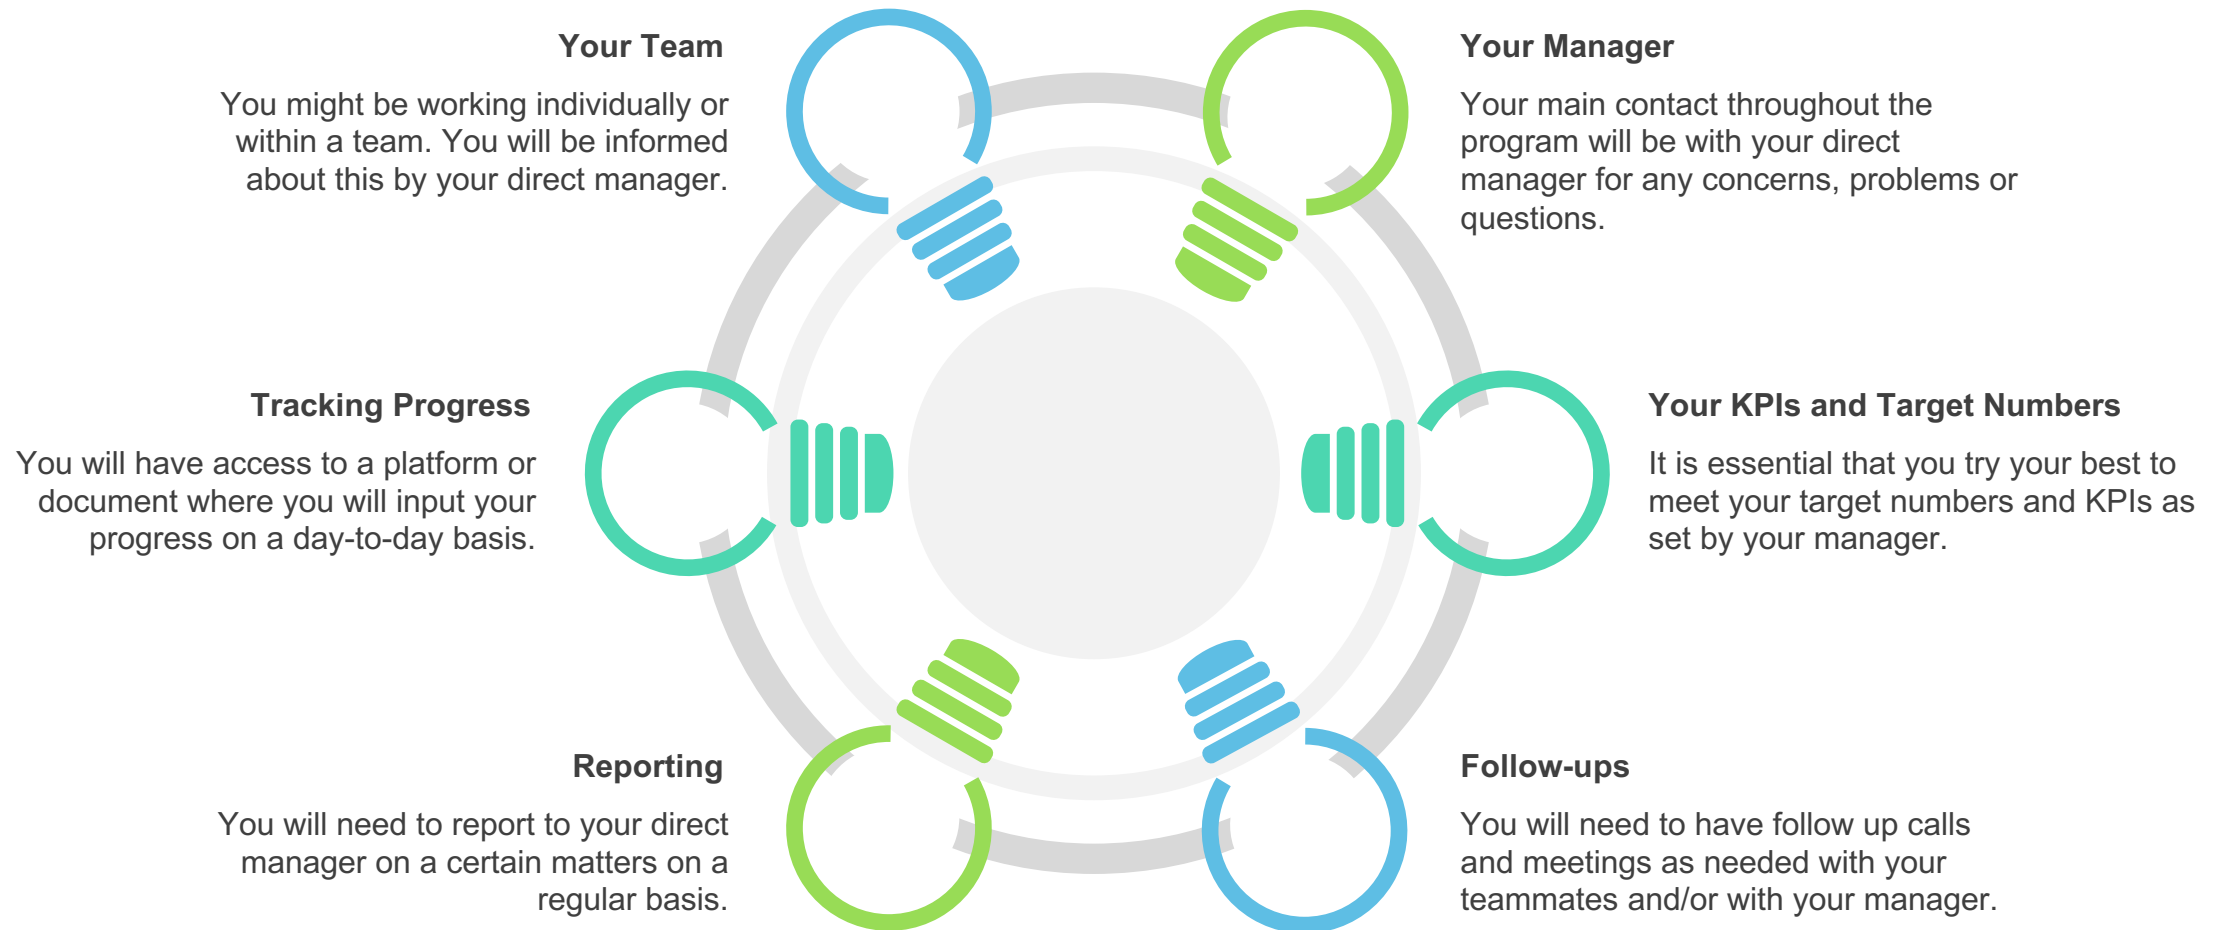 Your Team
You might be working individually or
within a team. You will be informed
about this by your direct manager.
Your Manager
Your main contact throughout the
program will be with your direct
manager for any concerns, problems or
questions.
Tracking Progress
You will have access to a platform or
document where you will input your
progress on a day-to-day basis.
Your KPIs and Target Numbers
It is essential that you try your best to
meet your target numbers and KPIs as
set by your manager.
Reporting
You will need to report to your direct
manager on a certain matters on a
regular basis.
Follow-ups
You will need to have follow up calls
and meetings as needed with your
teammates and/or with your manager.